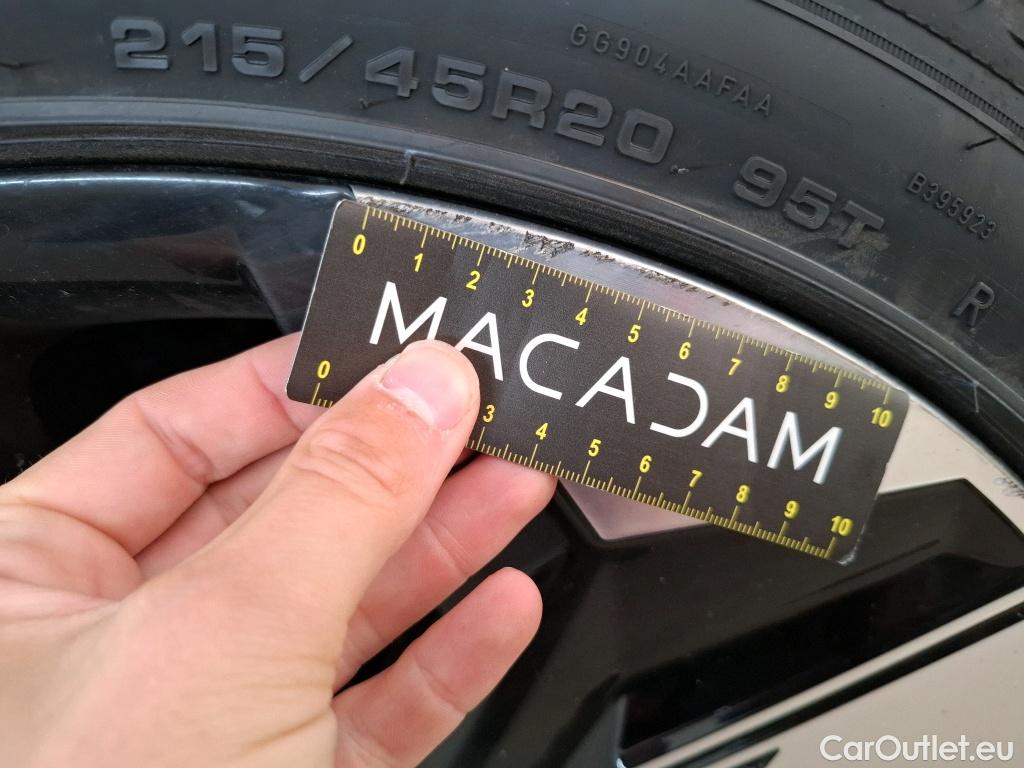 215/45R20 95T
GG904AAFAA
B395923
R
0 1 2 3 4 5 6 7 8 9 10
MACADAM
0 3 4 5 6 7 8 9 10
CarOutlet.eu